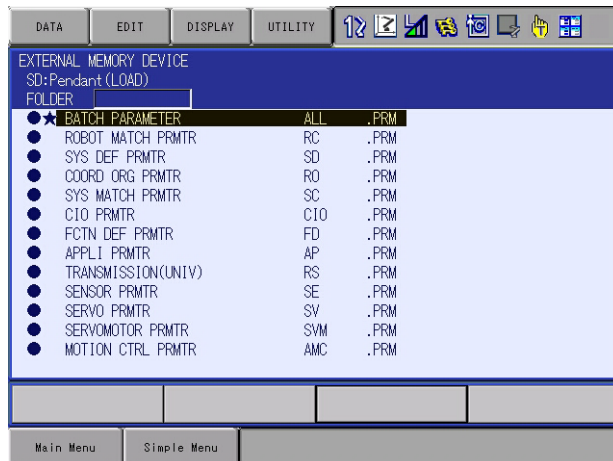 DATA EDIT DISPLAY UTILITY
EXTERNAL MEMORY DEVICE
SD:Pendant(LOAD)
FOLDER
BATCH PARAMETER ALL .PRM
ROBOT MATCH PRMTR RC .PRM
SYS DEF PRMTR SD .PRM
COORD ORG PRMTR RO .PRM
SYS MATCH PRMTR SC .PRM
CIO PRMTR CIO .PRM
FCTN DEF PRMTR FD .PRM
APPLI PRMTR AP .PRM
TRANSMISSION(UNIV) RS .PRM
SENSOR PRMTR SE .PRM
SERVO PRMTR SV .PRM
SERVOMOTOR PRMTR SVM .PRM
MOTION CTRL PRMTR AMC .PRM
Main Menu Simple Menu